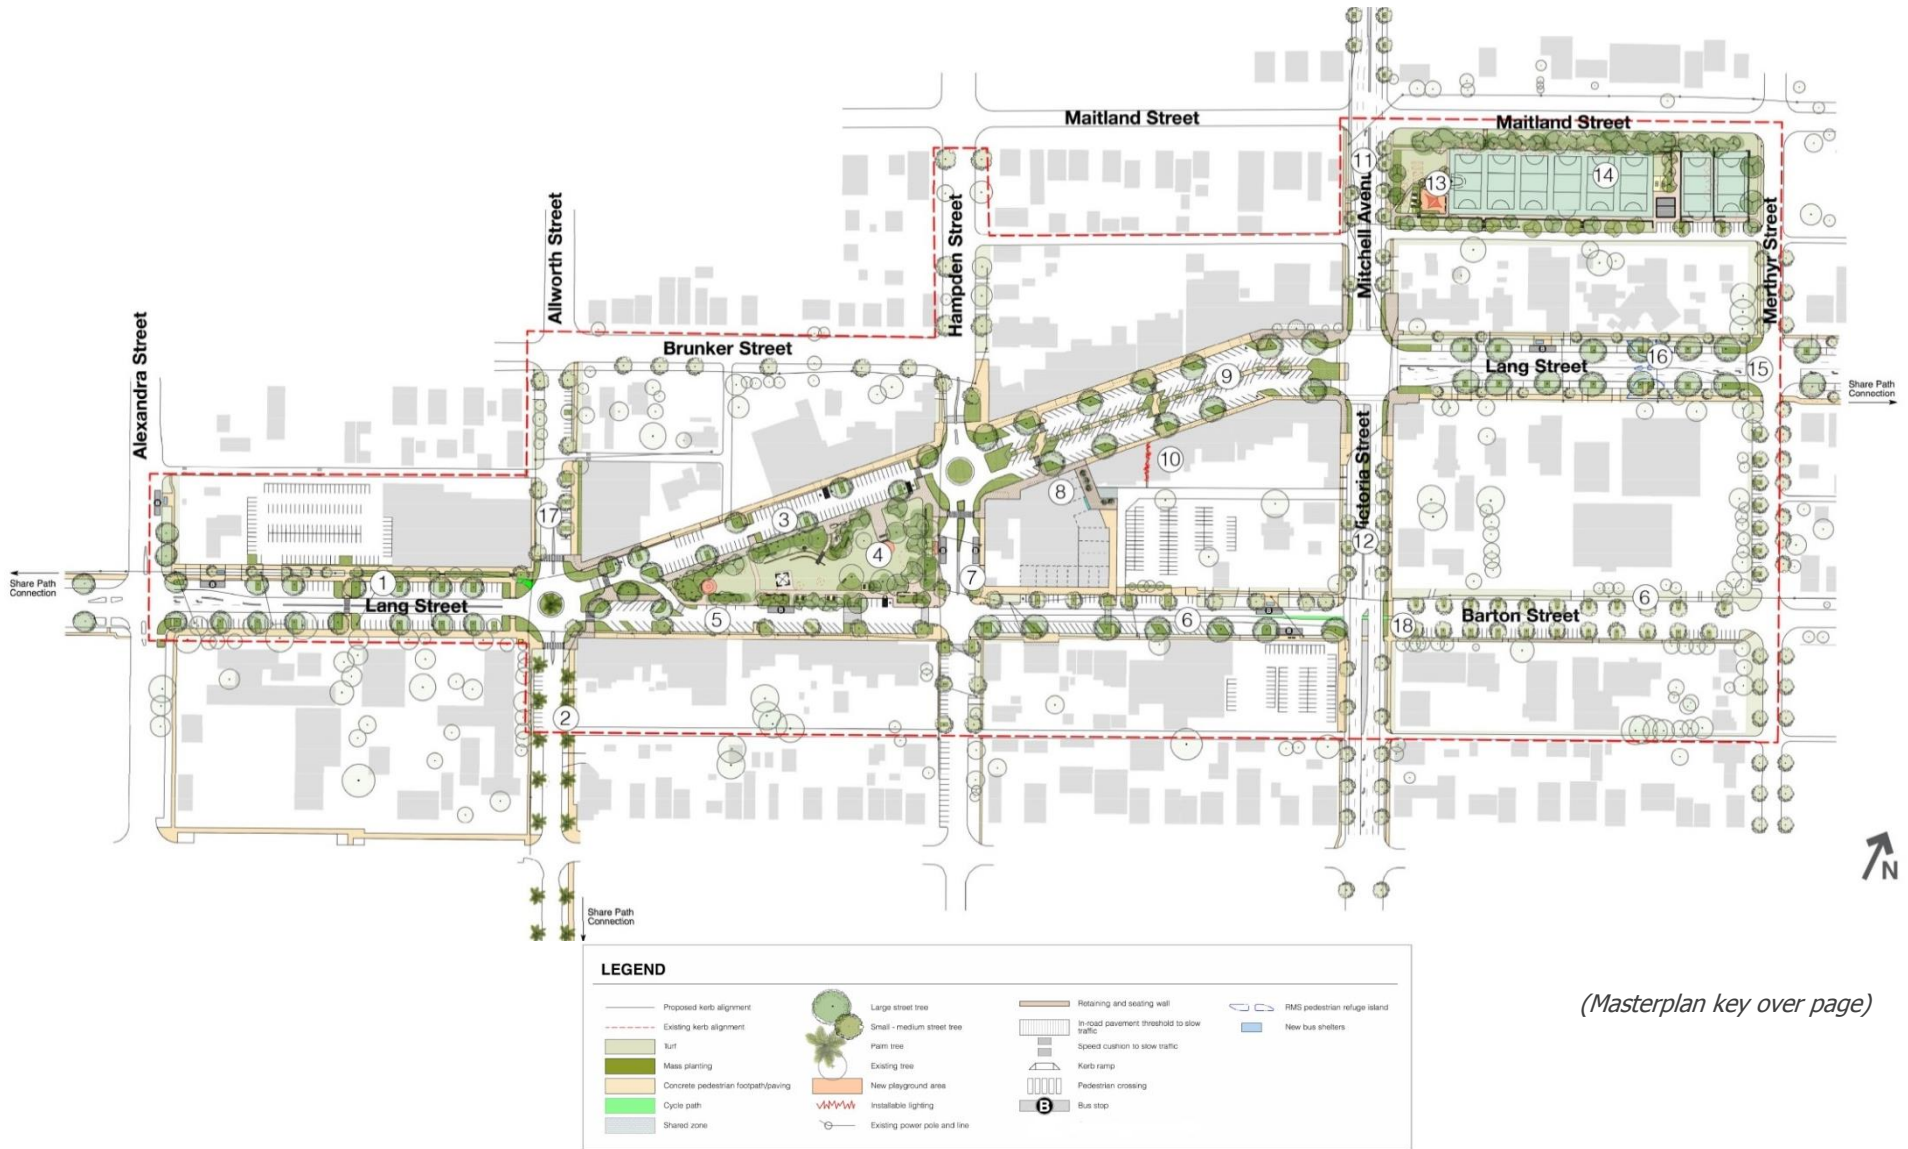 Maitland Street
Maitland Street
11
13
14
Mitchell Avenu
Merthyr Street
Hampden Street
Allworth Street
Alexandra Street
Brunker Street
9
Lang Street
16
15
Share Path
Connection
10
8
Victoria Street
17
3
4
12
7
Share Path
Connection
1
Lang Street
5
6
18
Barton Street
6
2
N
Share Path
Connection
LEGEND
Proposed kerb alignment
Existing kerb alignment
Turf
Mass planting
Concrete pedestrian footpath/paving
Cycle path
Shared zone
Large street tree
Small - medium street tree
Palm tree
Existing tree
New playground area
Installable lighting
Existing power pole and line
Retaining and seating wall
In-road pavement threshold to slow
traffic
Speed cushion to slow traffic
Kerb ramp
Pedestrian crossing
B
Bus stop
RMS pedestrian refuge island
New bus shelters
(Masterplan key over page)